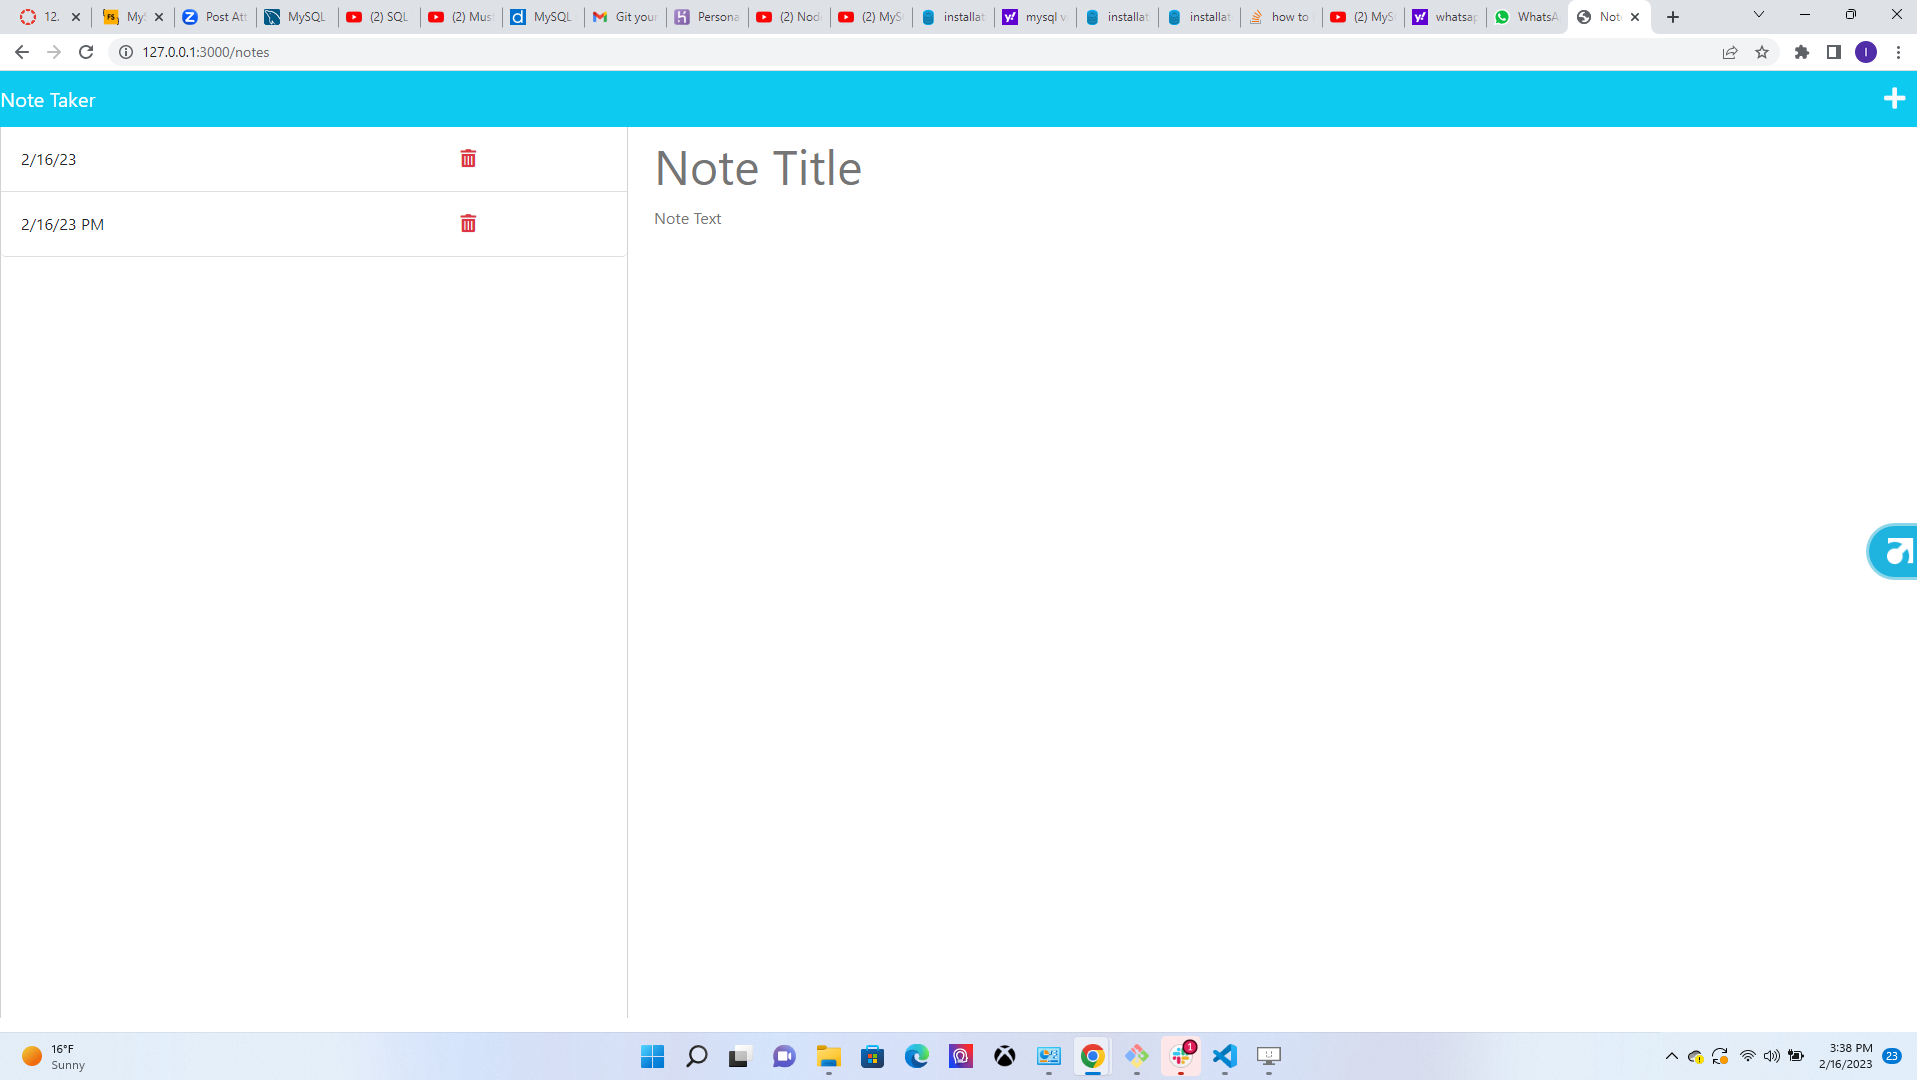 12.
MyS
Post Att
MySQL
(2) SQL
(2) Mus
MySQL
Git your
Persona
(2) Nod
(2) MyS
installat
mysql w
installat
installat
how to
(2) MyS
whatsap
WhatsA
Not
127.0.0.1:3000/notes
Note Taker
2/16/23
Note Title
2/16/23 PM
Note Text
16°F
Sunny
1
3:38 PM
2/16/2023
23